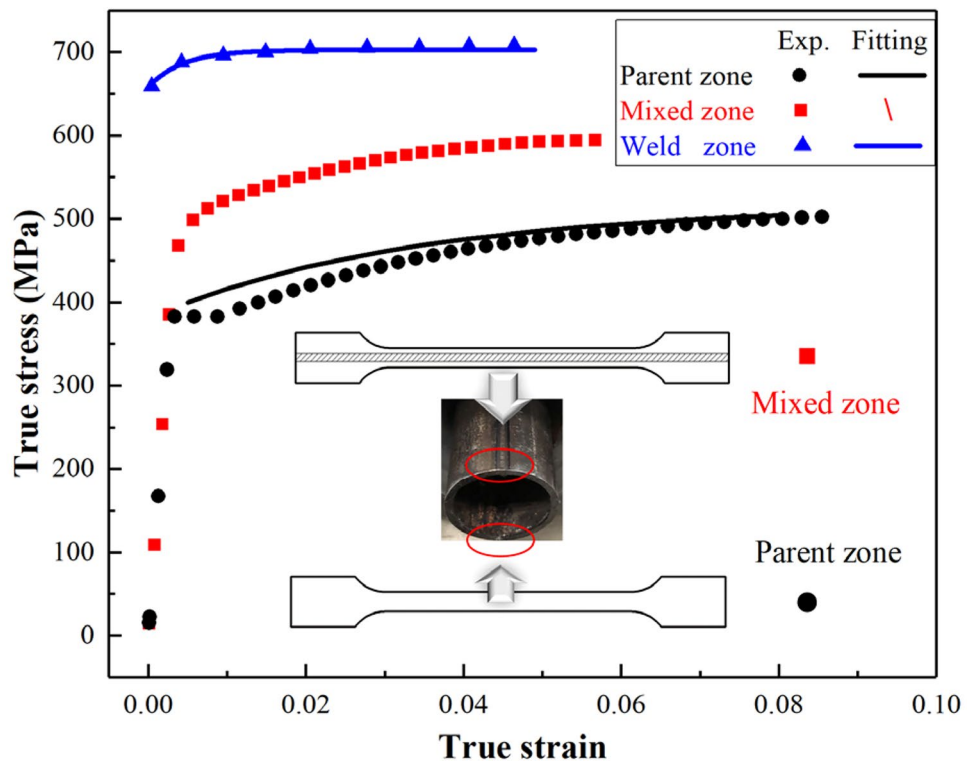 Exp. Fitting
Parent zone
Mixed zone \
Weld zone
700
600
500
400
300
200
100
0
True stress (MPa)
Mixed zone
Parent zone
0.00 0.02 0.04 0.06 0.08 0.10
True strain